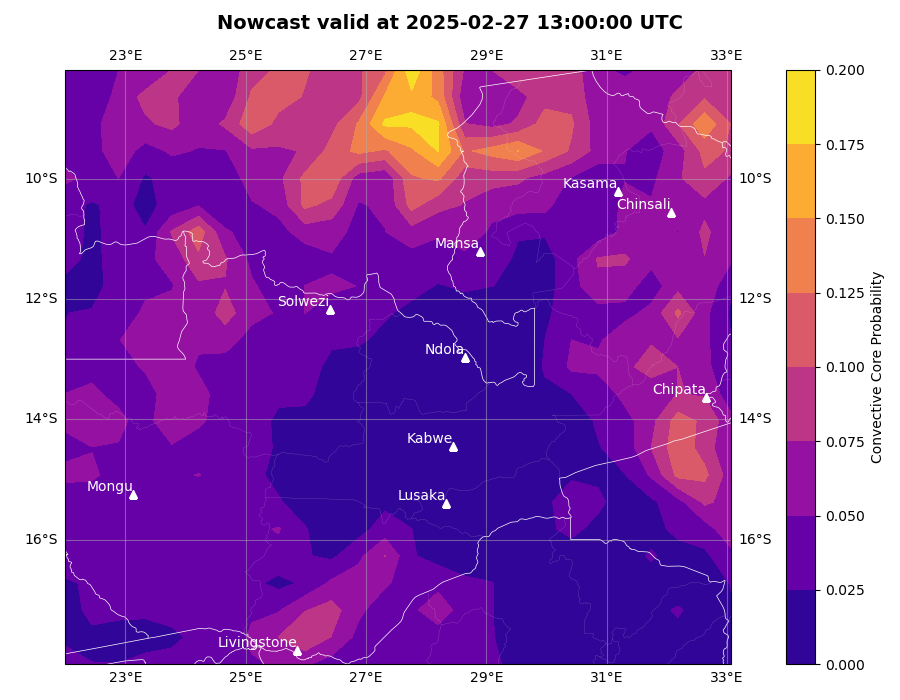 Nowcast valid at 2025-02-27 13:00:00 UTC
23°E 25°E 27°E 29°E 31°E 33°E
0.200
0.175
10°S Kasama 10°S
Chinsali
0.150
Mansa
12°S Solwezi 12°S
0.125
Ndola
0.100
Chipata
14°S 14°S
Kabwe
0.075
Mongu
Lusaka
0.050
16°S 16°S
0.025
Livingstone
0.000
23°E 25°E 27°E 29°E 31°E 33°E
Convective Core Probability